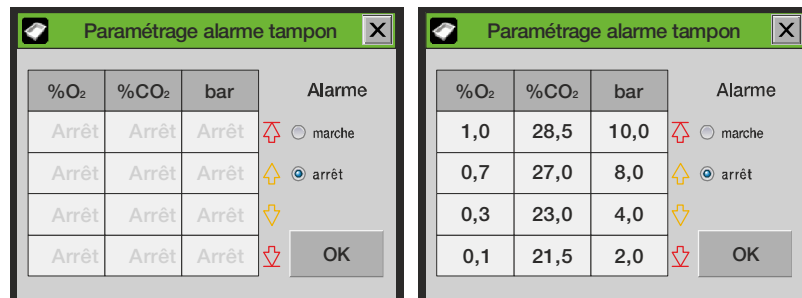 Paramétrage alarme tampon X
%O₂ %CO₂ bar Alarme
Arrêt Arrêt Arrêt marche
Arrêt Arrêt Arrêt arrêt
Arrêt Arrêt Arrêt
Arrêt Arrêt Arrêt OK
Paramétrage alarme tampon X
%O₂ %CO₂ bar Alarme
1,0 28,5 10,0 marche
0,7 27,0 8,0 arrêt
0,3 23,0 4,0
0,1 21,5 2,0 OK